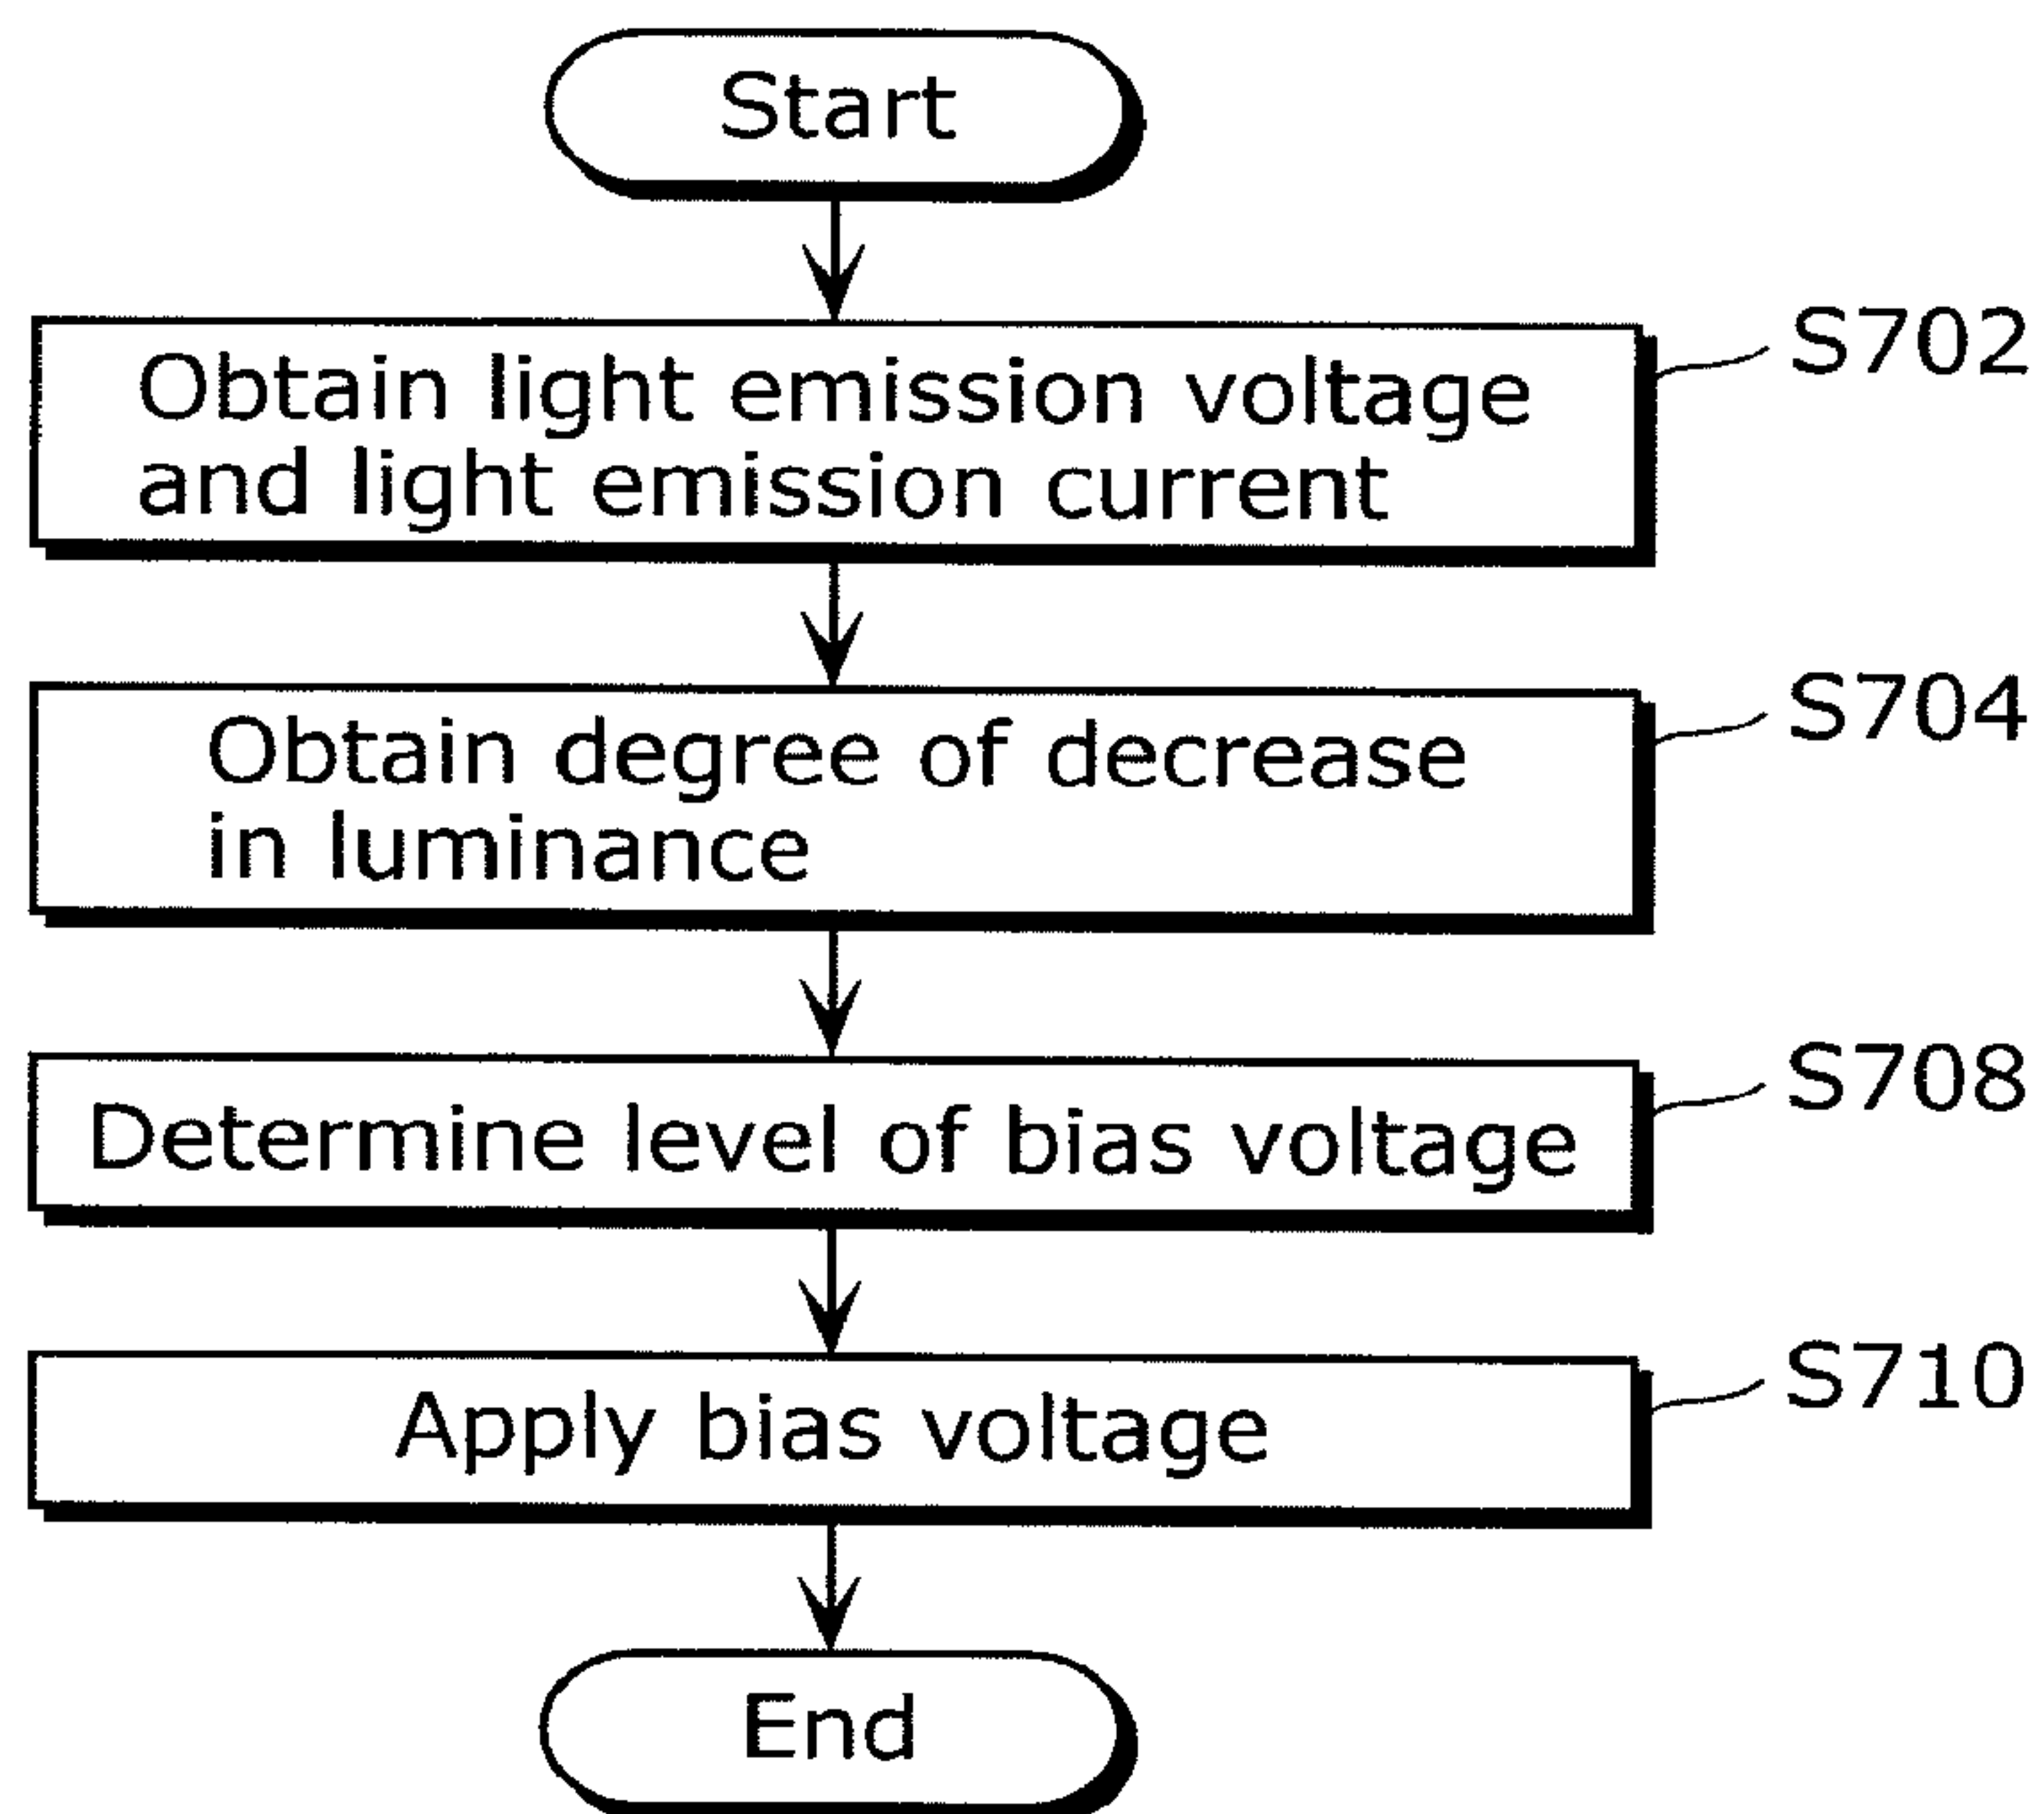 Start
S702
Obtain light emission voltage
and light emission current
S704
Obtain degree of decrease
in luminance
S708
Determine level of bias voltage
S710
Apply bias voltage
End